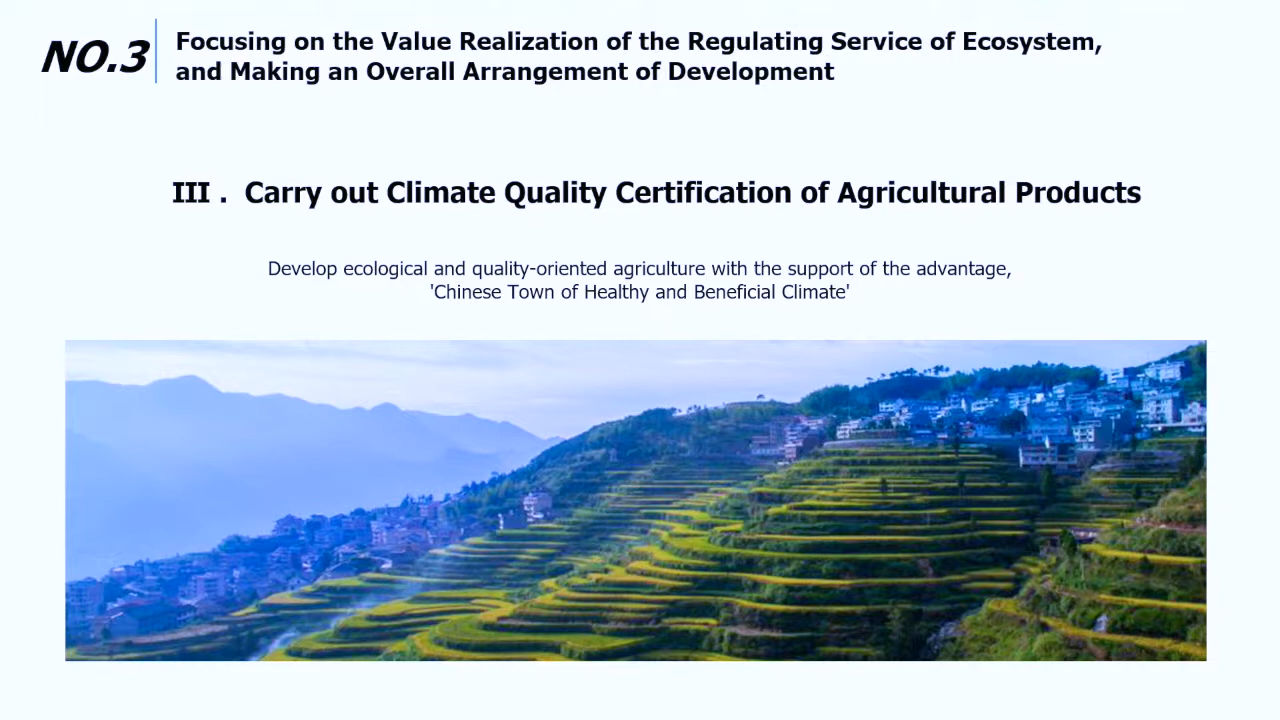 NO.3
Focusing on the Value Realization of the Regulating Service of Ecosystem,
and Making an Overall Arrangement of Development
III . Carry out Climate Quality Certification of Agricultural Products
Develop ecological and quality-oriented agriculture with the support of the advantage,
'Chinese Town of Healthy and Beneficial Climate'